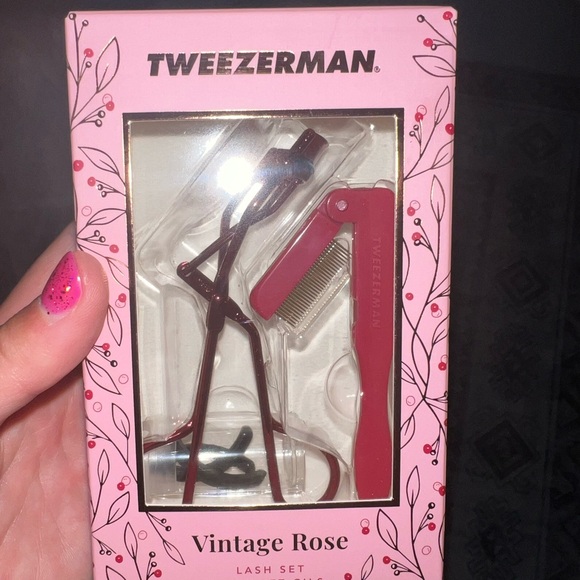 TWEEZERMAN®
TWEEZERMAN
Vintage Rose
LASH SET